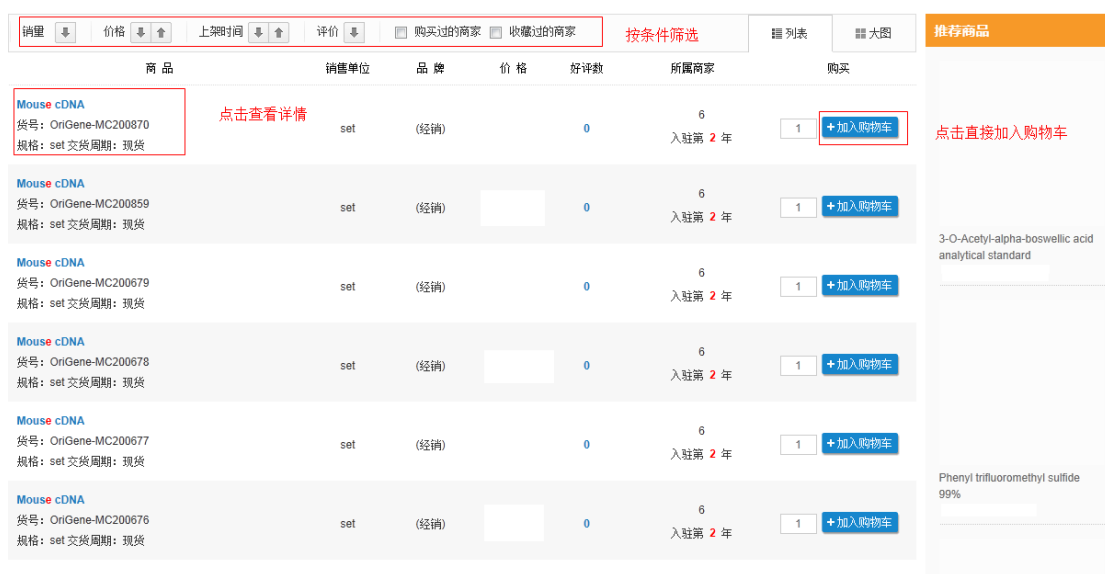 销量 价格 上架时间 评价 购买过的商家 收藏过的商家 按条件筛选 列表 大图 推荐商品
商 品 销售单位 品 牌 价 格 好评数 所属商家 购买
Mouse cDNA
货号：OriGene-MC200870
规格：set 交货周期：现货
点击查看详情
set (经销) 0
6
入驻第 2 年
1 +加入购物车
点击直接加入购物车
Mouse cDNA
货号：OriGene-MC200859
规格：set 交货周期：现货
set (经销) 0
6
入驻第 2 年
1 +加入购物车
3-O-Acetyl-alpha-boswellic acid
analytical standard
Mouse cDNA
货号：OriGene-MC200679
规格：set 交货周期：现货
set (经销) 0
6
入驻第 2 年
1 +加入购物车
Mouse cDNA
货号：OriGene-MC200678
规格：set 交货周期：现货
set (经销) 0
6
入驻第 2 年
1 +加入购物车
Mouse cDNA
货号：OriGene-MC200677
规格：set 交货周期：现货
set (经销) 0
6
入驻第 2 年
1 +加入购物车
Phenyl trifluoromethyl sulfide
99%
Mouse cDNA
货号：OriGene-MC200676
规格：set 交货周期：现货
set (经销) 0
6
入驻第 2 年
1 +加入购物车